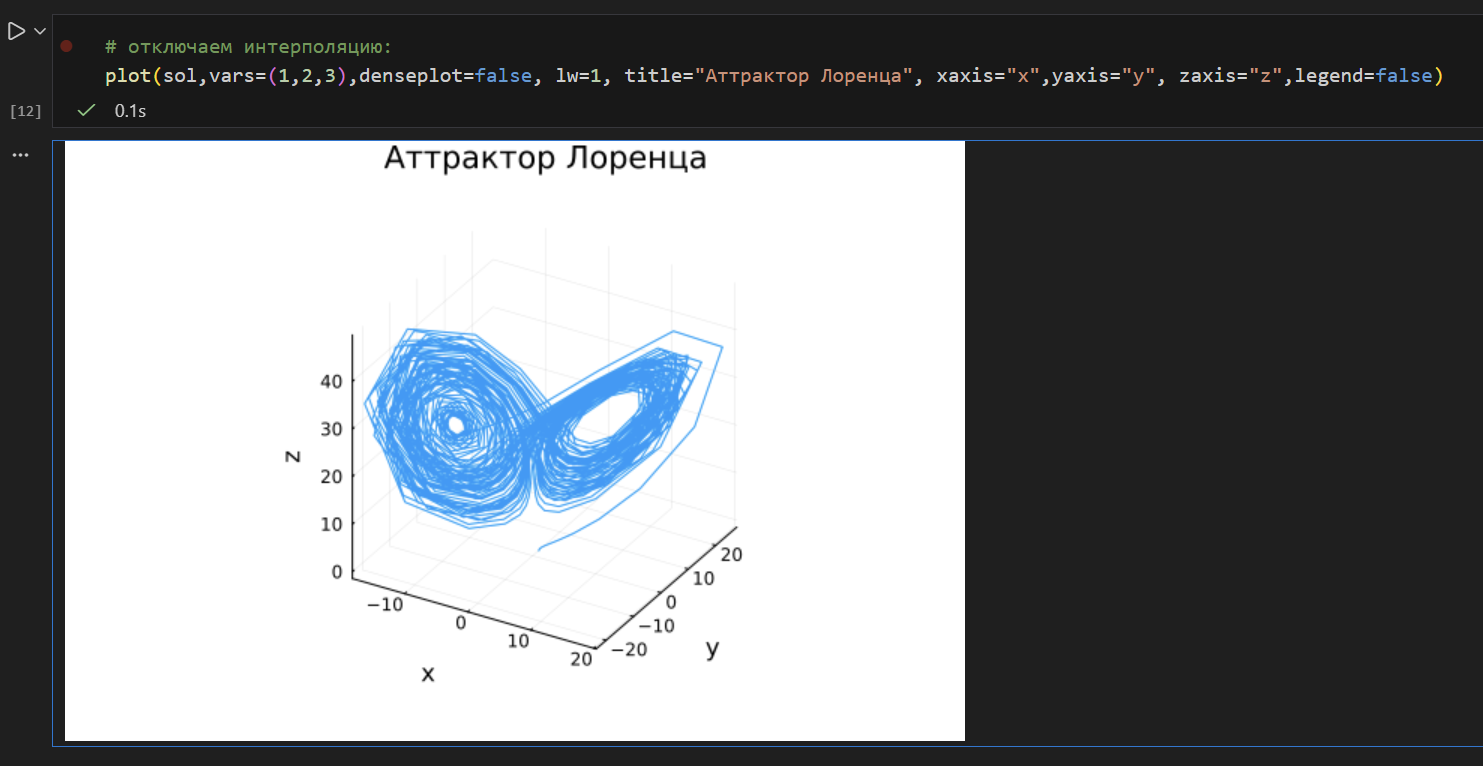 # отключаем интерполяцию:
plot(sol,vars=(1,2,3),denseplot=false, lw=1, title="Аттрактор Лоренца", xaxis="x",yaxis="y", zaxis="z",legend=false)
[12]
0.1s
...
Аттрактор Лоренца
40
30
z
20
10
0
−10
0
10
20
x
20
10
0
−10
−20
y